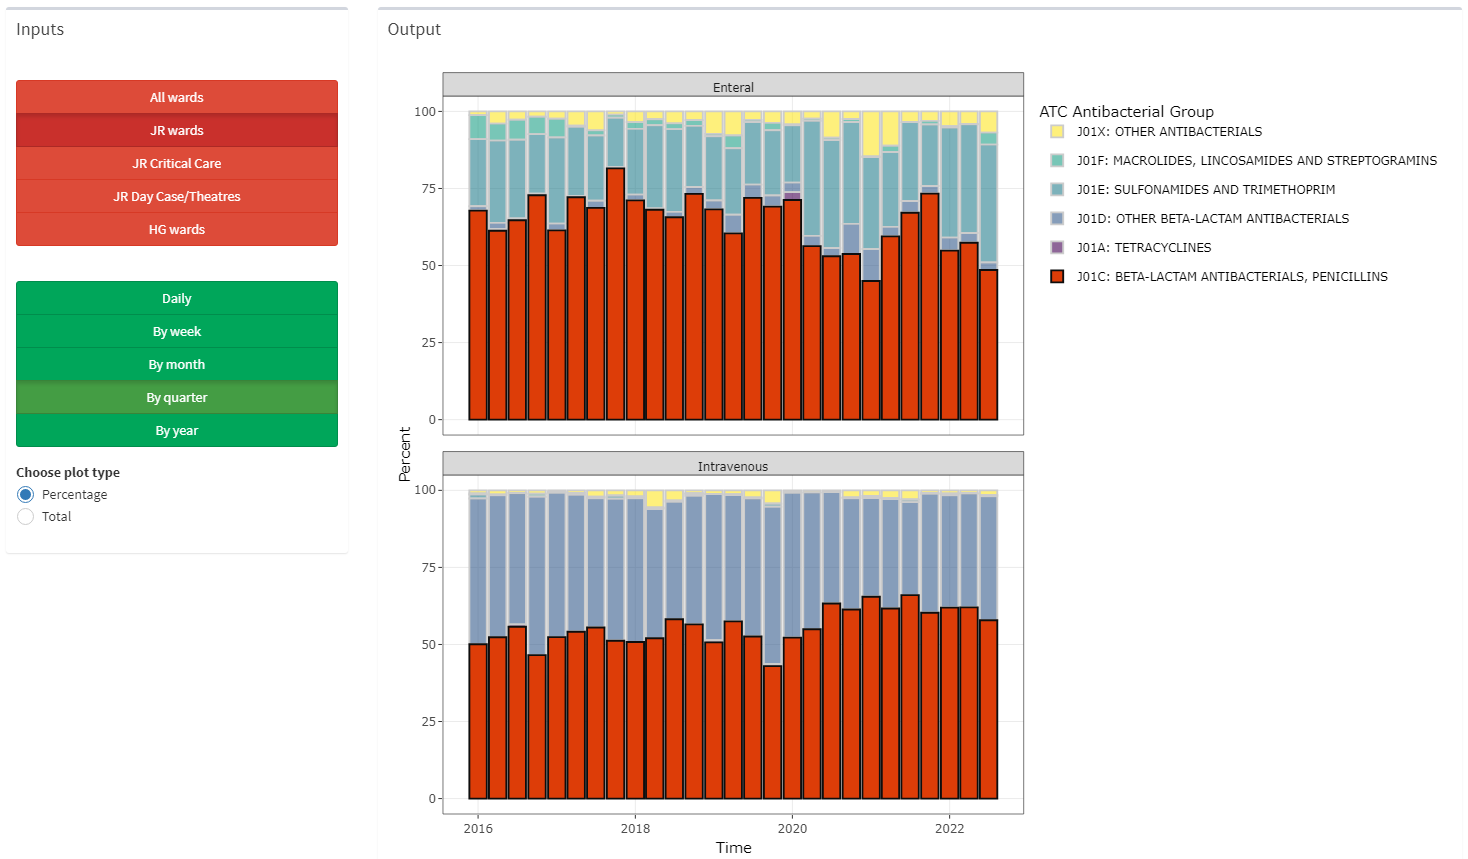 Inputs
All wards
JR wards
JR Critical Care
JR Day Case/Theatres
HG wards
Daily
By week
By month
By quarter
By year
Choose plot type
Percentage
Total
Output
Enteral
100
75
50
25
0
Percent
Intravenous
100
75
50
25
0
2016 2018 2020 2022
Time
ATC Antibacterial Group
J01X: OTHER ANTIBACTERIALS
J01F: MACROLIDES, LINCOSAMIDES AND STREPTOGRAMINS
J01E: SULFONAMIDES AND TRIMETHOPRIM
J01D: OTHER BETA-LACTAM ANTIBACTERIALS
J01A: TETRACYCLINES
J01C: BETA-LACTAM ANTIBACTERIALS, PENICILLINS